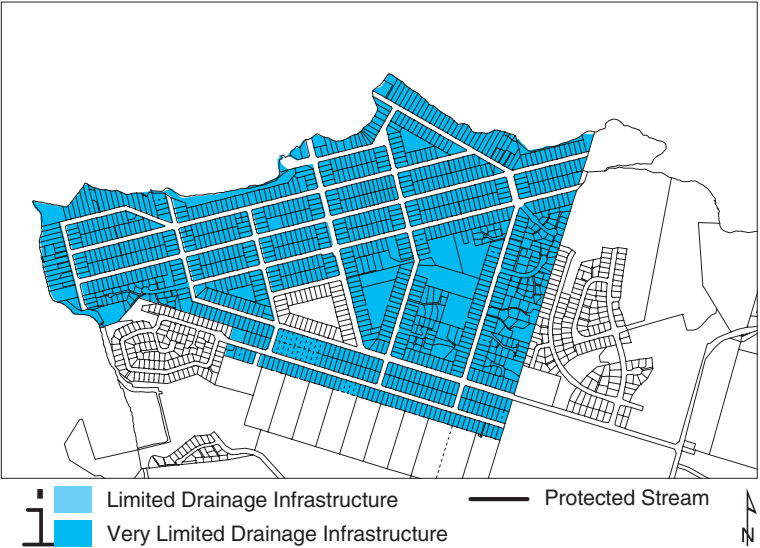 Limited Drainage Infrastructure
Protected Stream
Very Limited Drainage Infrastructure
N